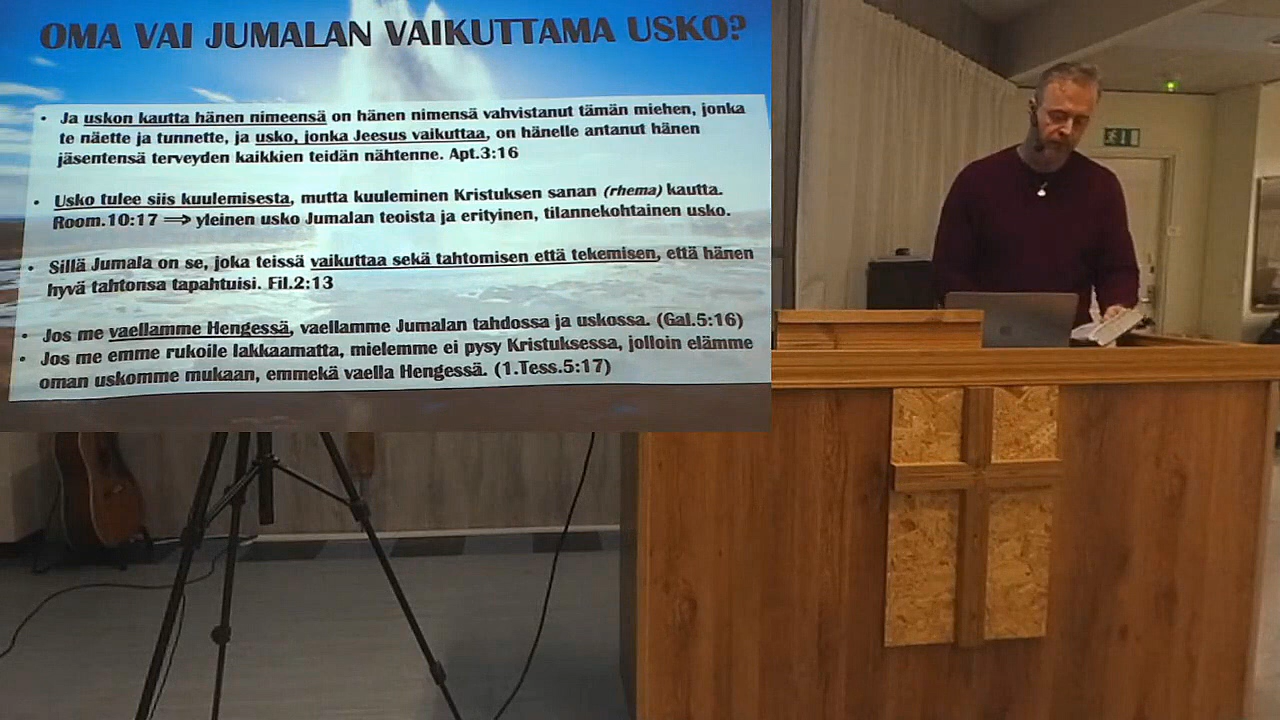 OMA VAI JUMALAN VAIKUTTAMA USKO?
• Ja uskon kautta hänen nimeensä on hänen nimensä vahvistanut tämän miehen, jonka
te näette ja tunnette, ja usko, jonka Jeesus vaikuttaa, on hänelle antanut hänen
jäsentensä terveyden kaikkien teidän nähtenne. Apt.3:16
• Usko tulee siis kuulemisesta, mutta kuuleminen Kristuksen sanan (rhema) kautta.
Room.10:17 ⟹ yleinen usko Jumalan teoista ja erityinen, tilannekohtainen usko.
• Sillä Jumala on se, joka teissä vaikuttaa sekä tahtomisen että tekemisen, että hänen
hyvä tahtonsa tapahtuisi. Fil.2:13
• Jos me vaellamme Hengessä, vaellamme Jumalan tahdossa ja uskossa. (Gal.5:16)
• Jos me emme rukoile lakkaamatta, mielemme ei pysy Kristuksessa, jolloin elämme
oman uskomme mukaan, emmekä vaella Hengessä. (1.Tess.5:17)